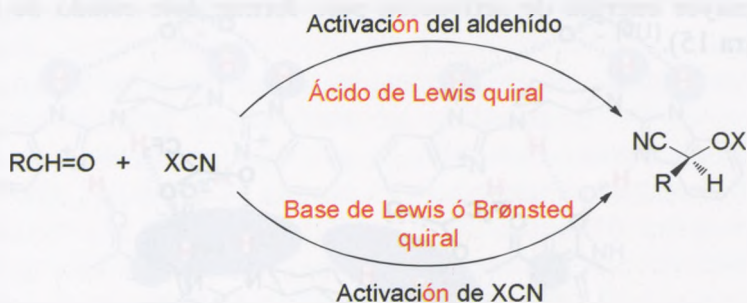 Activación del aldehído
Ácido de Lewis quiral
RCH=O + XCN
NC OX
R H
Base de Lewis ó Brønsted
quiral
Activación de XCN